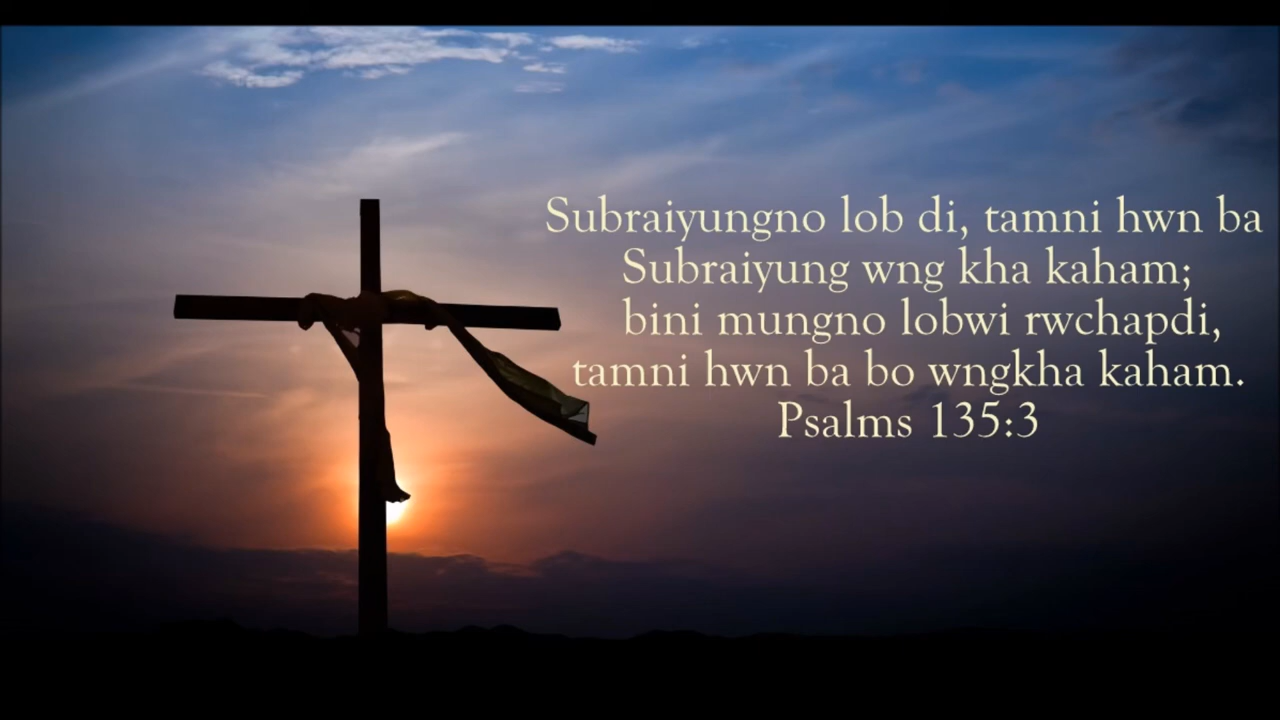 Subraiyungno lob di, tamni hwn ba
Subraiyung wng kha kaham;
bini mungno lobwi rwchapdi,
tamni hwn ba bo wngkha kaham.
Psalms 135:3